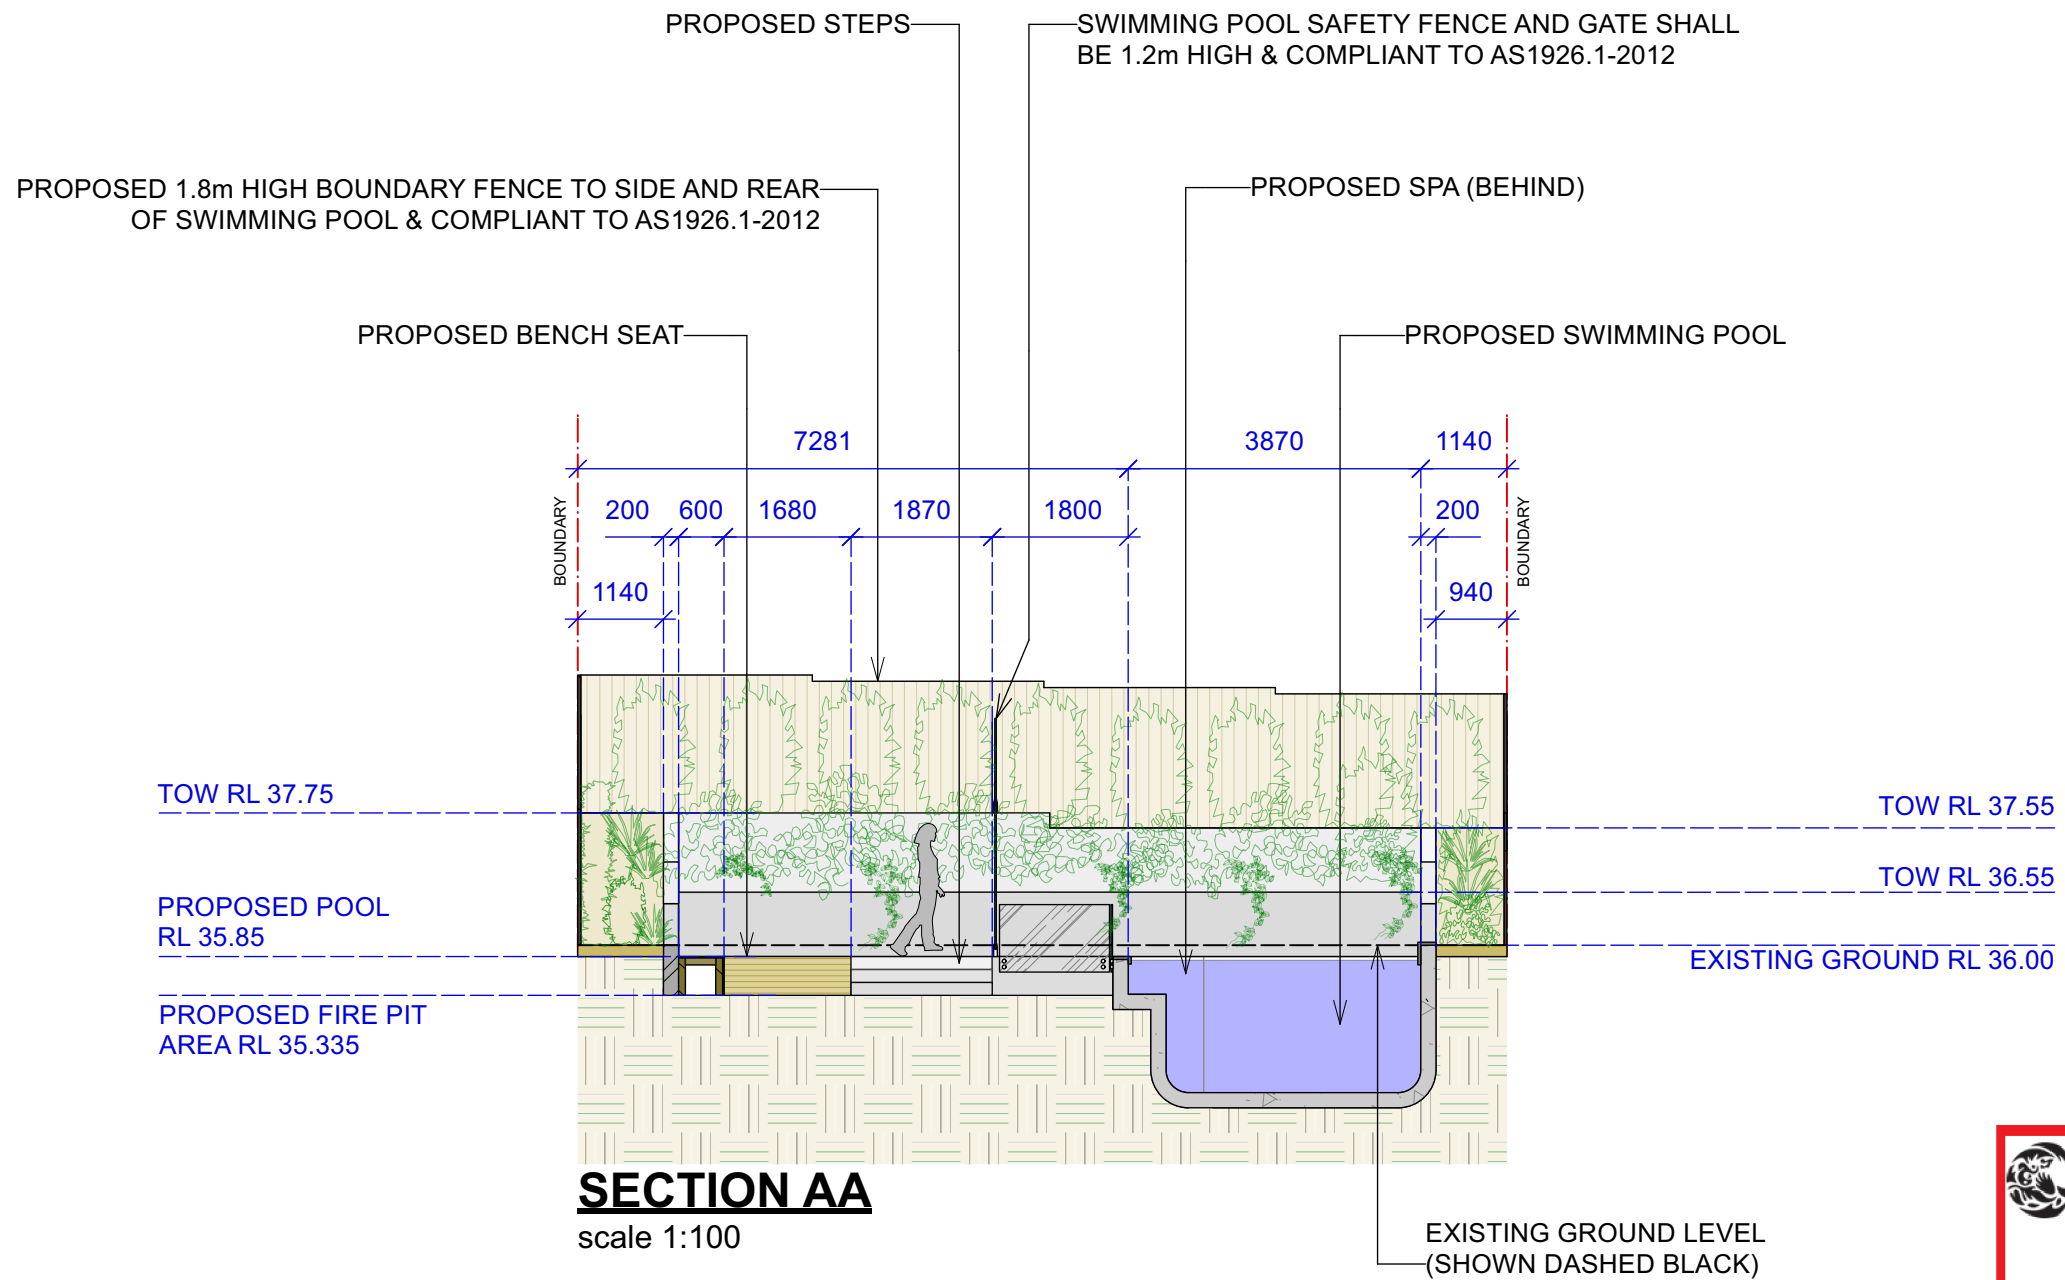 PROPOSED STEPS
SWIMMING POOL SAFETY FENCE AND GATE SHALL
BE 1.2m HIGH & COMPLIANT TO AS1926.1-2012
PROPOSED 1.8m HIGH BOUNDARY FENCE TO SIDE AND REAR
OF SWIMMING POOL & COMPLIANT TO AS1926.1-2012
PROPOSED SPA (BEHIND)
PROPOSED BENCH SEAT
PROPOSED SWIMMING POOL
7281
3870
1140
200
600
1680
1870
1800
200
BOUNDARY
BOUNDARY
1140
940
TOW RL 37.75
TOW RL 37.55
TOW RL 36.55
PROPOSED POOL
RL 35.85
EXISTING GROUND RL 36.00
PROPOSED FIRE PIT
AREA RL 35.335
SECTION AA
scale 1:100
EXISTING GROUND LEVEL
(SHOWN DASHED BLACK)